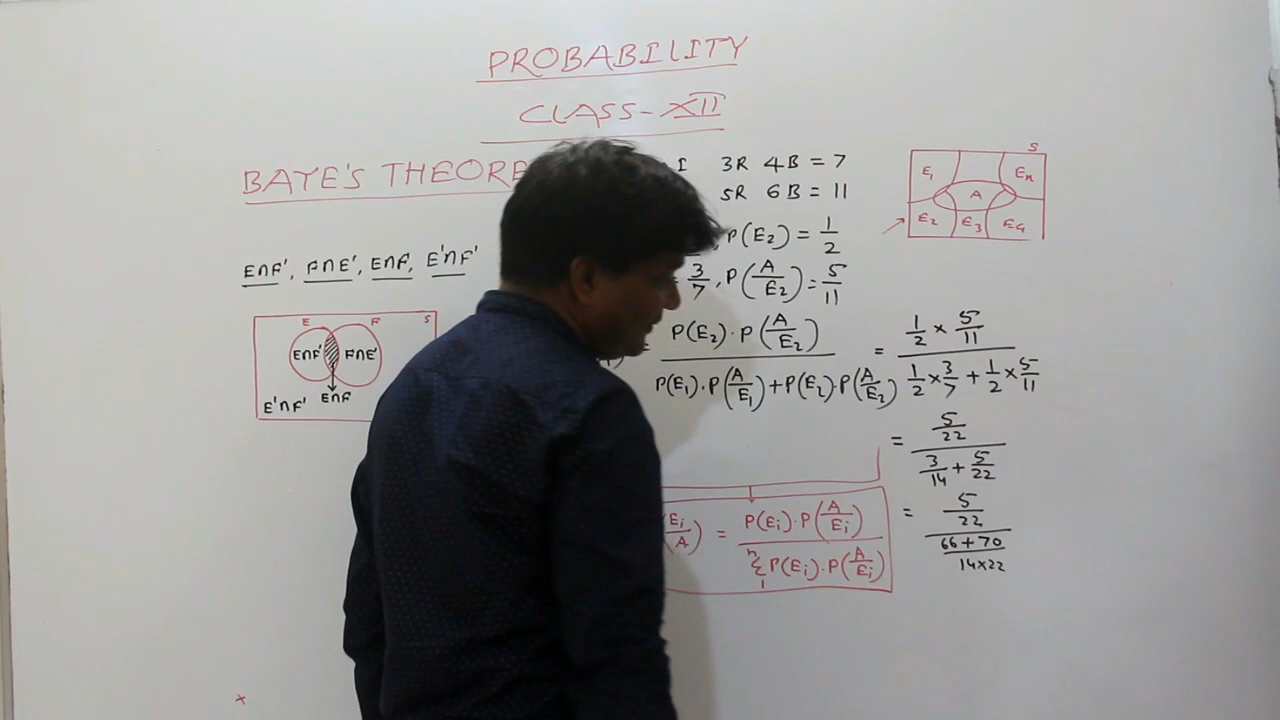 PROBABILITY
CLASS-XII
BAYE'S THEORE
I 3R 4B = 7
5R 6B = 11
, P(E₂) = 1/2
3/7, P(A/E₂) = 5/11
E∩F', F∩E', E∩F, E'∩F'
E F S
E∩F' F∩E'
E'∩F' E∩F
= P(E₂)·P(A/E₂) / P(E₁)·P(A/E₁)+P(E₂)·P(A/E₂)
= 1/2 × 5/11 / 1/2 × 3/7 + 1/2 × 5/11
= 5/22 / 3/14 + 5/22
= 5/22 / 66+70/14×22
Ei/A) = P(Ei)·P(A/Ei) / n Σ 1 P(Ei)·P(A/Ei)
S
E₁ En
A
E₂ E₃ E₄